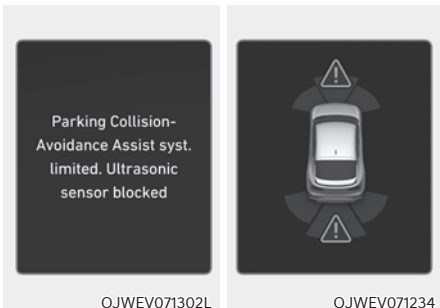 Parking Collision-
Avoidance Assist syst.
limited. Ultrasonic
sensor blocked
OJWEV071302L
OJWEV071234